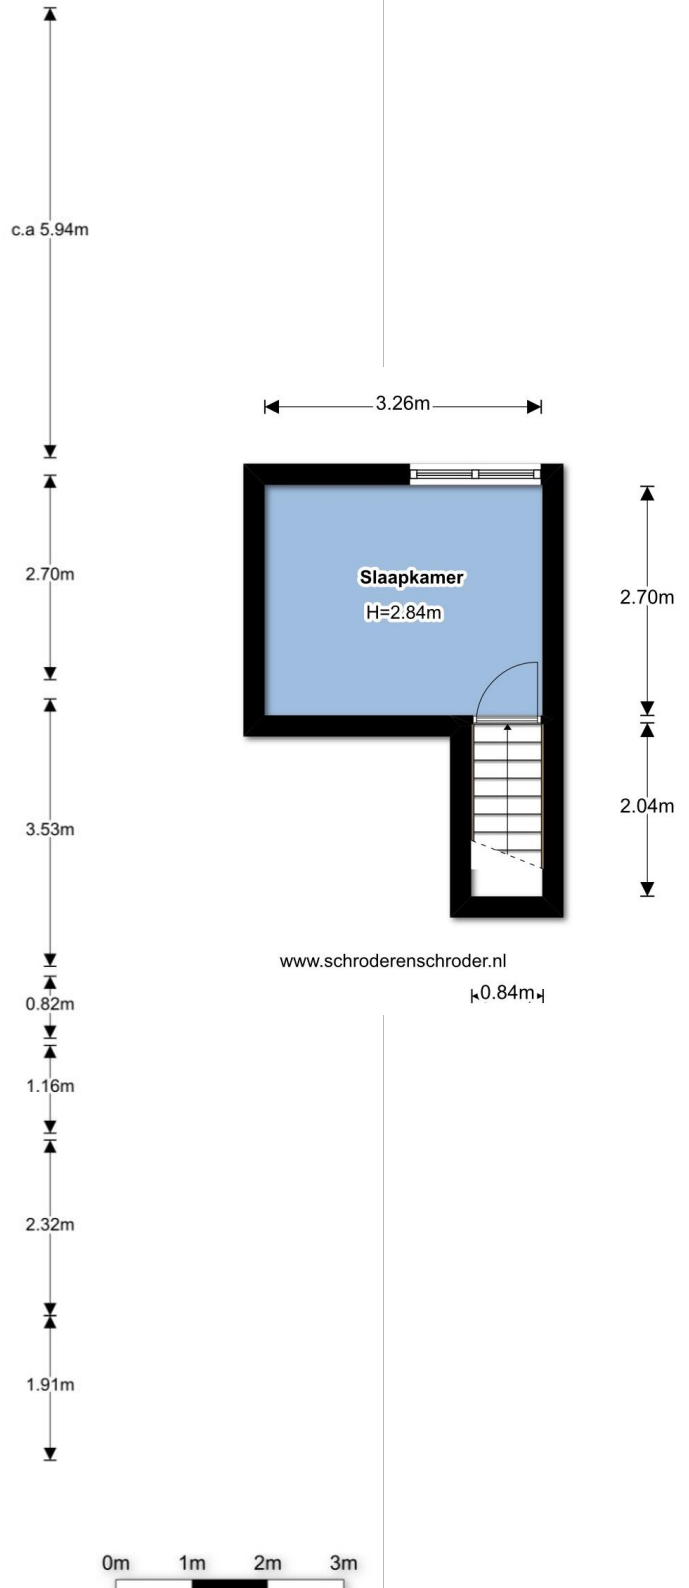 c.a 5.94m
3.26m
2.70m
Slaapkamer
H=2.84m
2.70m
3.53m
2.04m
www.schroderenschroder.nl
0.82m
0.84m
1.16m
2.32m
1.91m
0m 1m 2m 3m